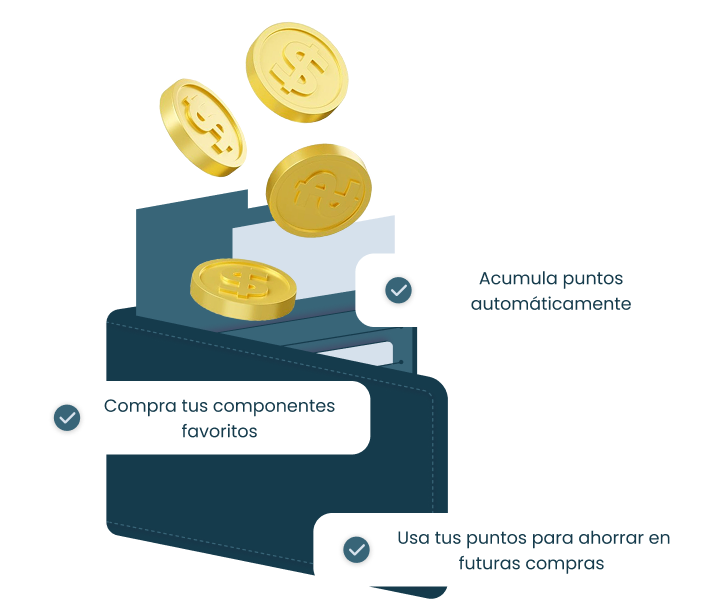 Acumula puntos
automáticamente
Compra tus componentes
favoritos
Usa tus puntos para ahorrar en
futuras compras